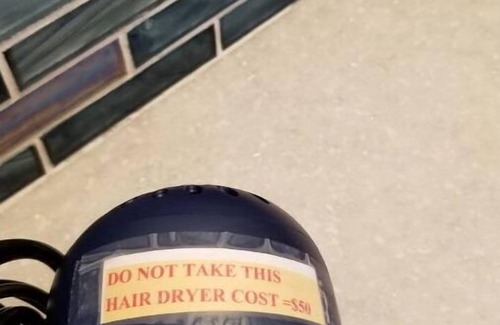 DO NOT TAKE THIS
HAIR DRYER COST =$50